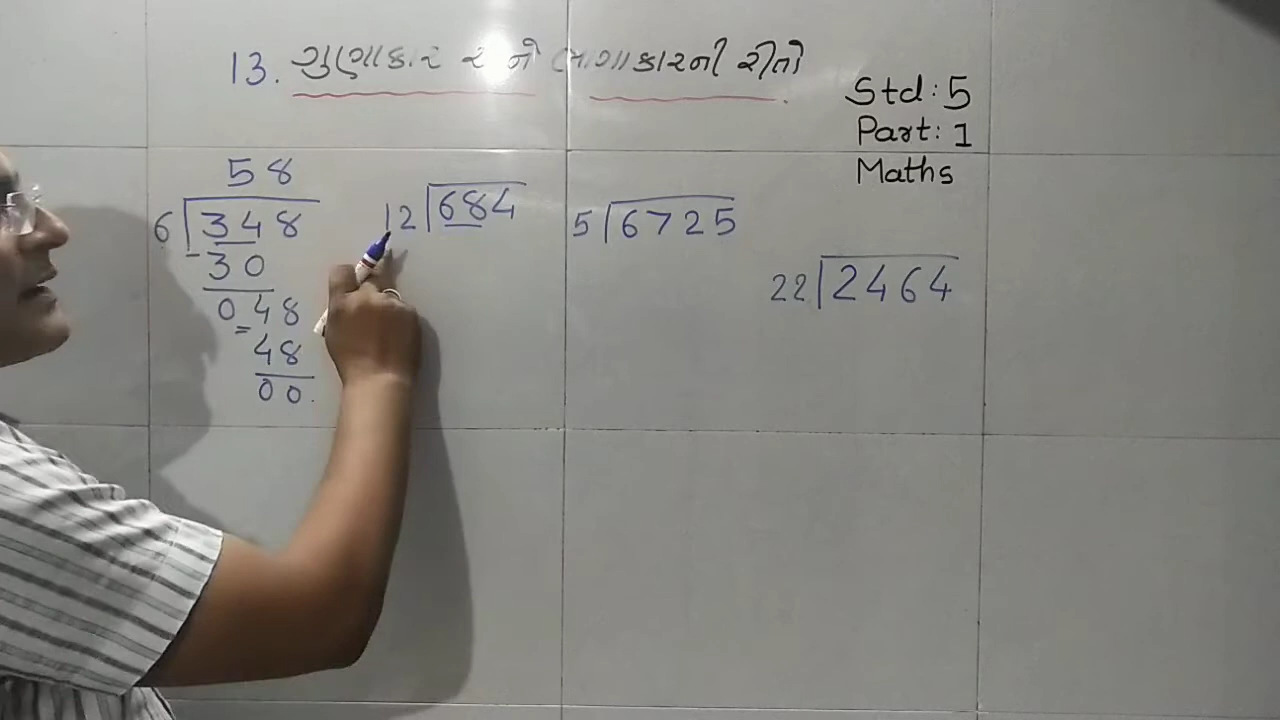 13. ગુણાકાર અને ભાગાકારની રીતો
Std: 5
Part: 1
Maths
58
6 348
- 30
048
= 48
00.
12 684
5 6725
22 2464